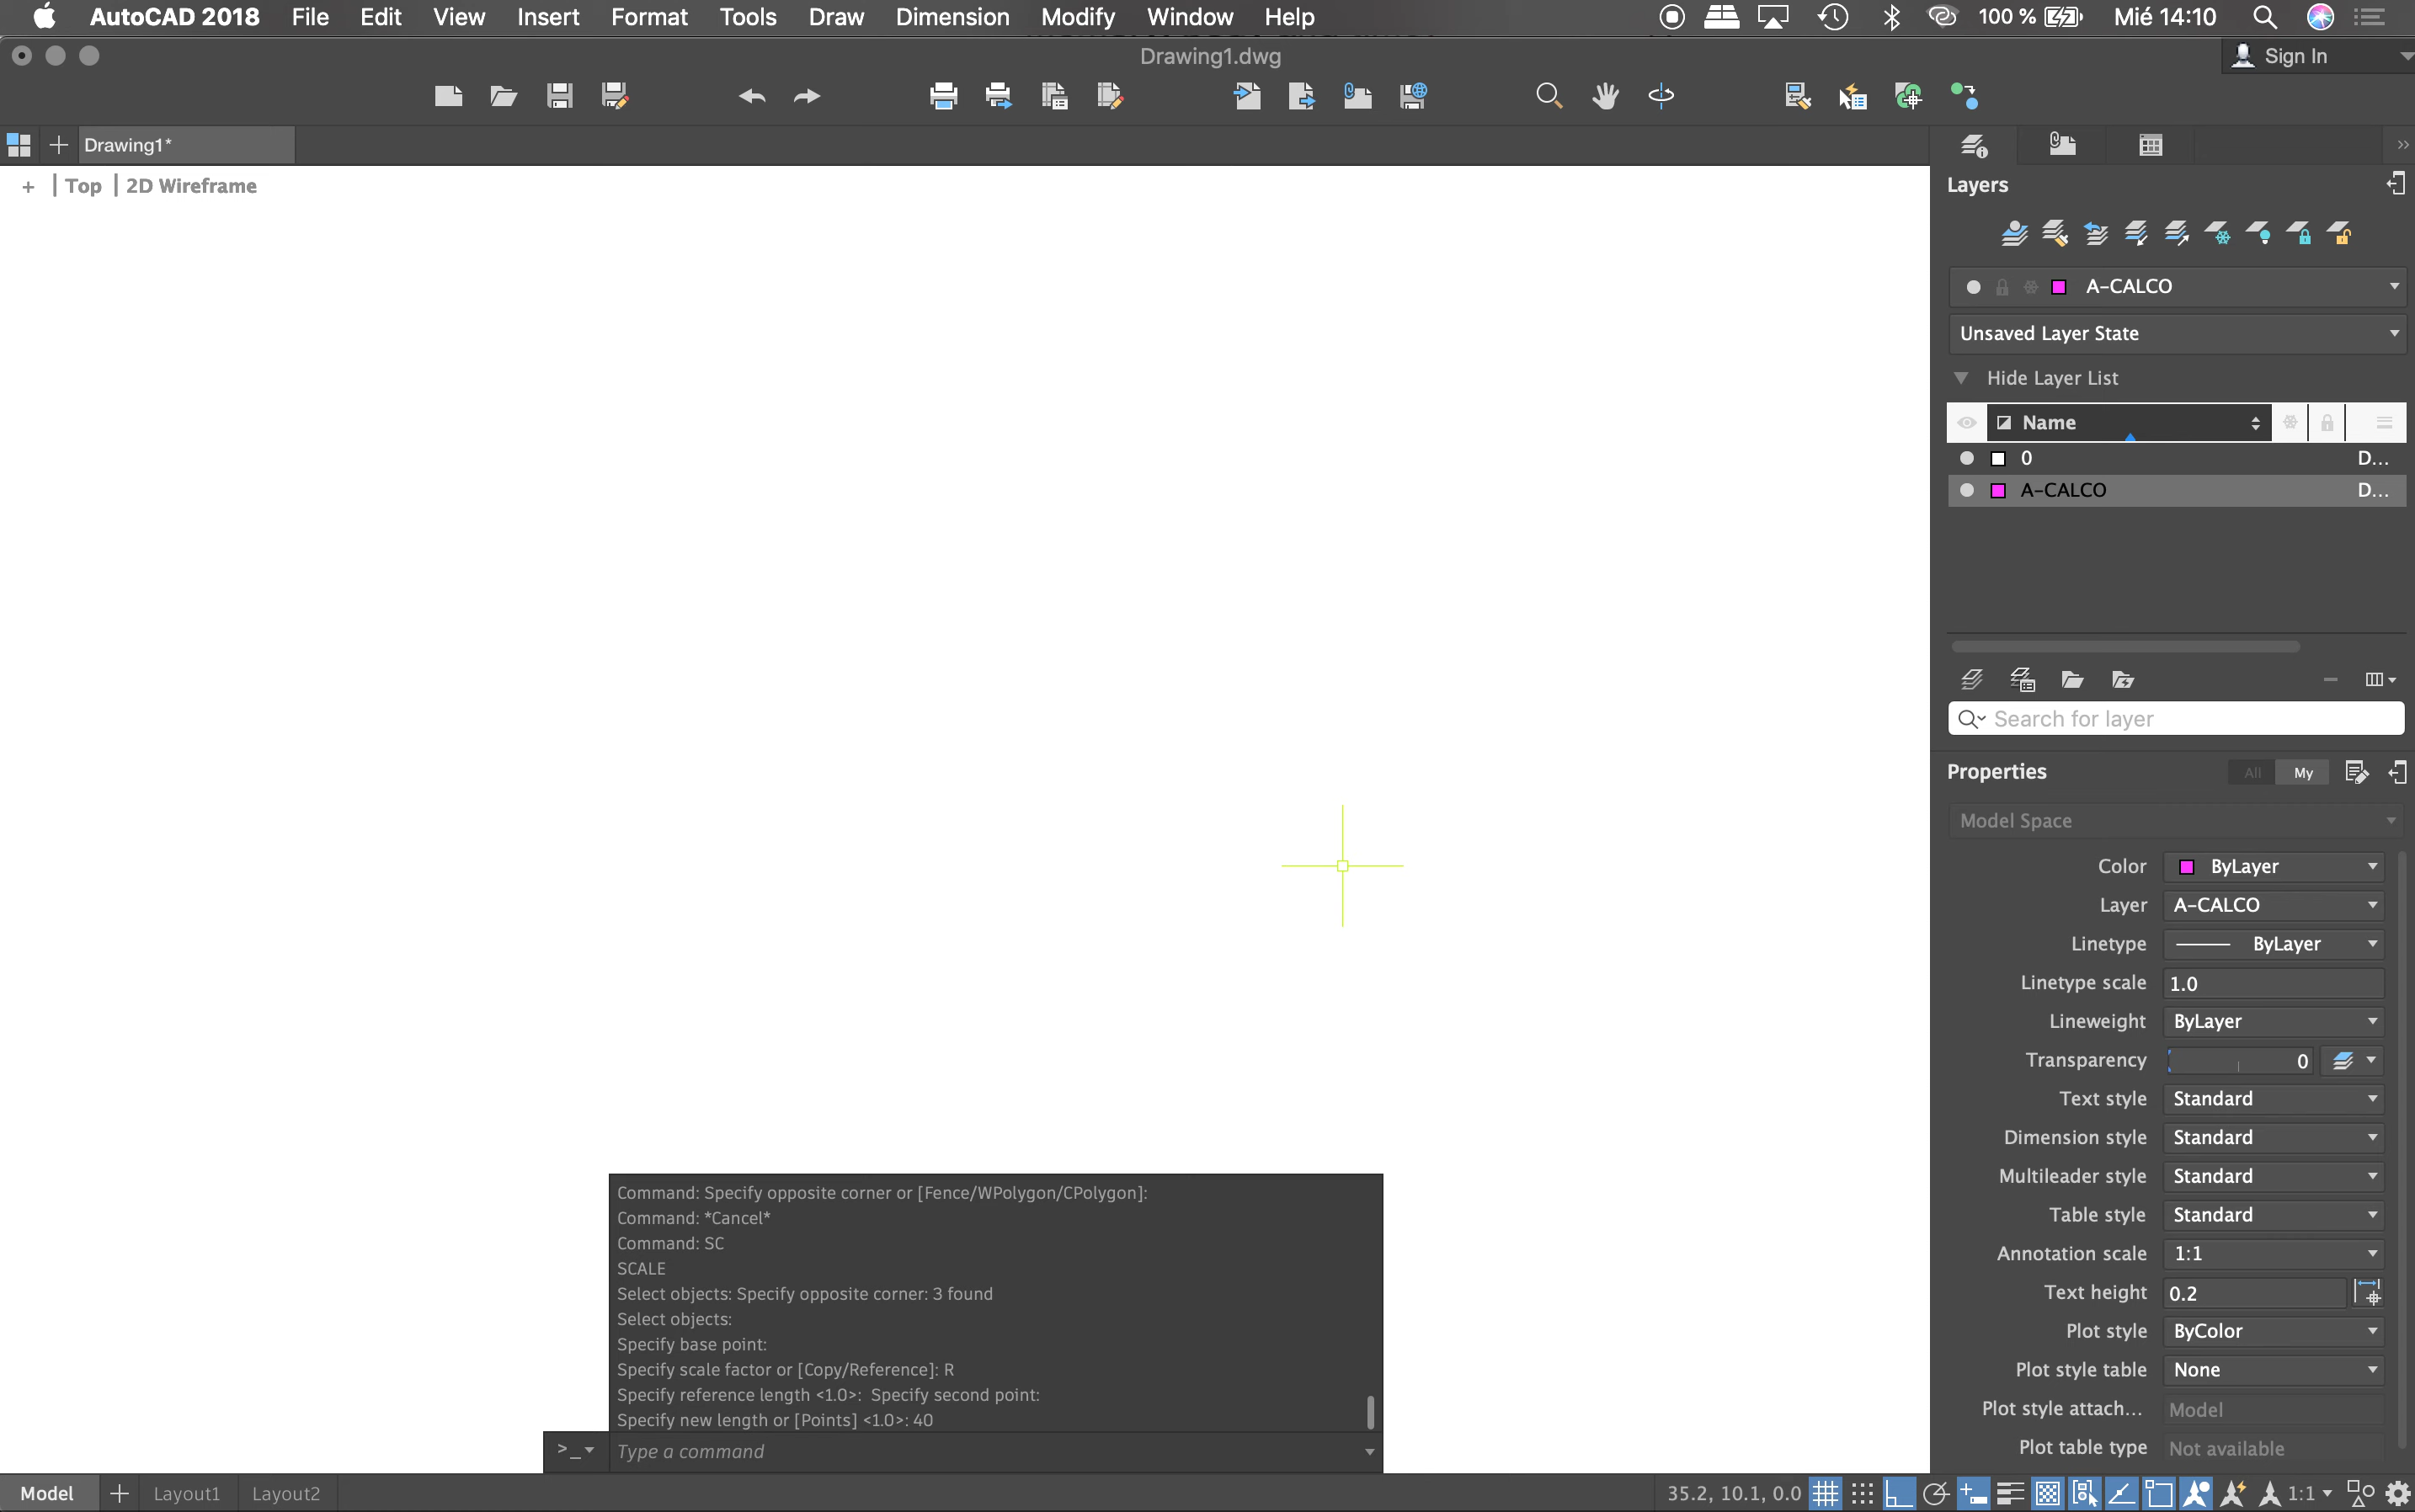 AutoCAD 2018 File Edit View Insert Format Tools Draw Dimension Modify Window Help 100 % Mié 14:10
Drawing1.dwg
Sign In
Drawing1*
+ | Top | 2D Wireframe
Layers
A-CALCO
Unsaved Layer State
Hide Layer List
Name
0 D...
A-CALCO D...
Search for layer
Properties All My
Model Space
Color ByLayer
Layer A-CALCO
Linetype ByLayer
Linetype scale 1.0
Lineweight ByLayer
Transparency 0
Text style Standard
Dimension style Standard
Multileader style Standard
Table style Standard
Annotation scale 1:1
Text height 0.2
Plot style ByColor
Plot style table None
Plot style attach... Model
Plot table type Not available
Command: Specify opposite corner or [Fence/WPolygon/CPolygon]:
Command: *Cancel*
Command: SC
SCALE
Select objects: Specify opposite corner: 3 found
Select objects:
Specify base point:
Specify scale factor or [Copy/Reference]: R
Specify reference length <1.0>: Specify second point:
Specify new length or [Points] <1.0>: 40
>_ Type a command
Model Layout1 Layout2 35.2, 10.1, 0.0 1:1